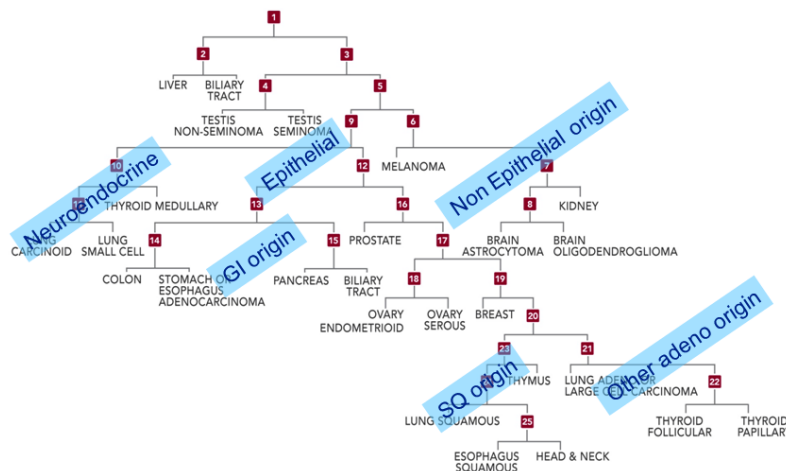 1
2
3
LIVER
BILIARY
TRACT
4
5
TESTIS
NON-SEMINOMA
TESTIS
SEMINOMA
9
6
10
Neuroendocrine
Epithelial
12
MELANOMA
Non Epithelial origin
7
THYROID MEDULLARY
13
16
8
KIDNEY
CARCINOID
LUNG
SMALL CELL
14
GI origin
15
PROSTATE
17
BRAIN
ASTROCYTOMA
BRAIN
OLIGODENDROGLIOMA
COLON
STOMACH OR
ESOPHAGUS
ADENOCARCINOMA
PANCREAS
BILIARY
TRACT
18
19
OVARY
ENDOMETRIOID
OVARY
SEROUS
BREAST
20
23
21
Other adeno origin
SQ origin
THYMUS
LUNG
LARGE CELL CARCINOMA
22
LUNG SQUAMOUS
25
THYROID
FOLLICULAR
THYROID
PAPILLARY
ESOPHAGUS
SQUAMOUS
HEAD & NECK